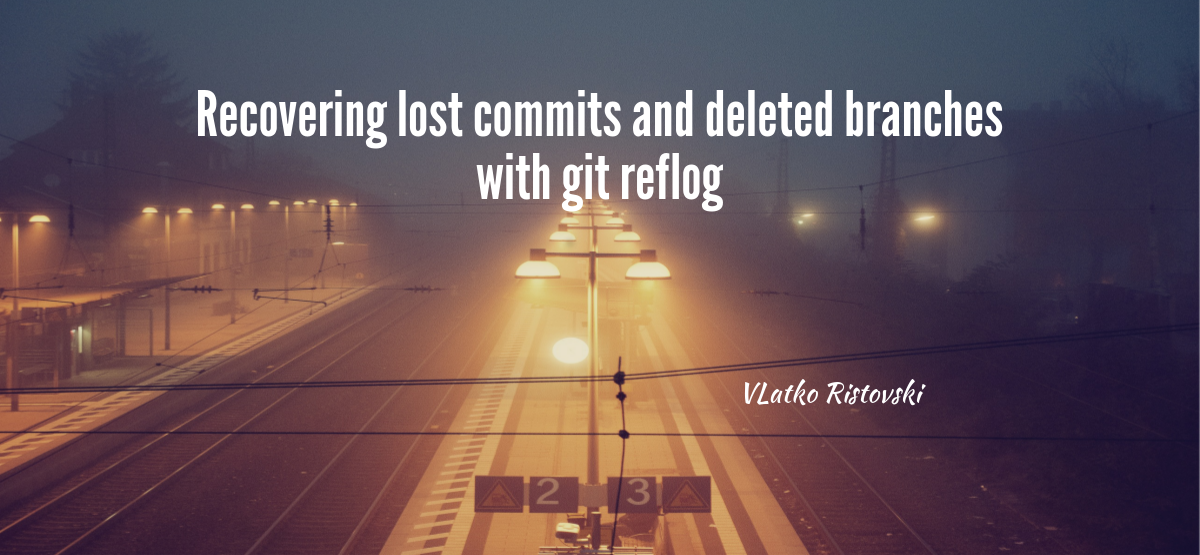 Recovering lost commits and deleted branches
with git reflog
VLatko Ristovski
2 3